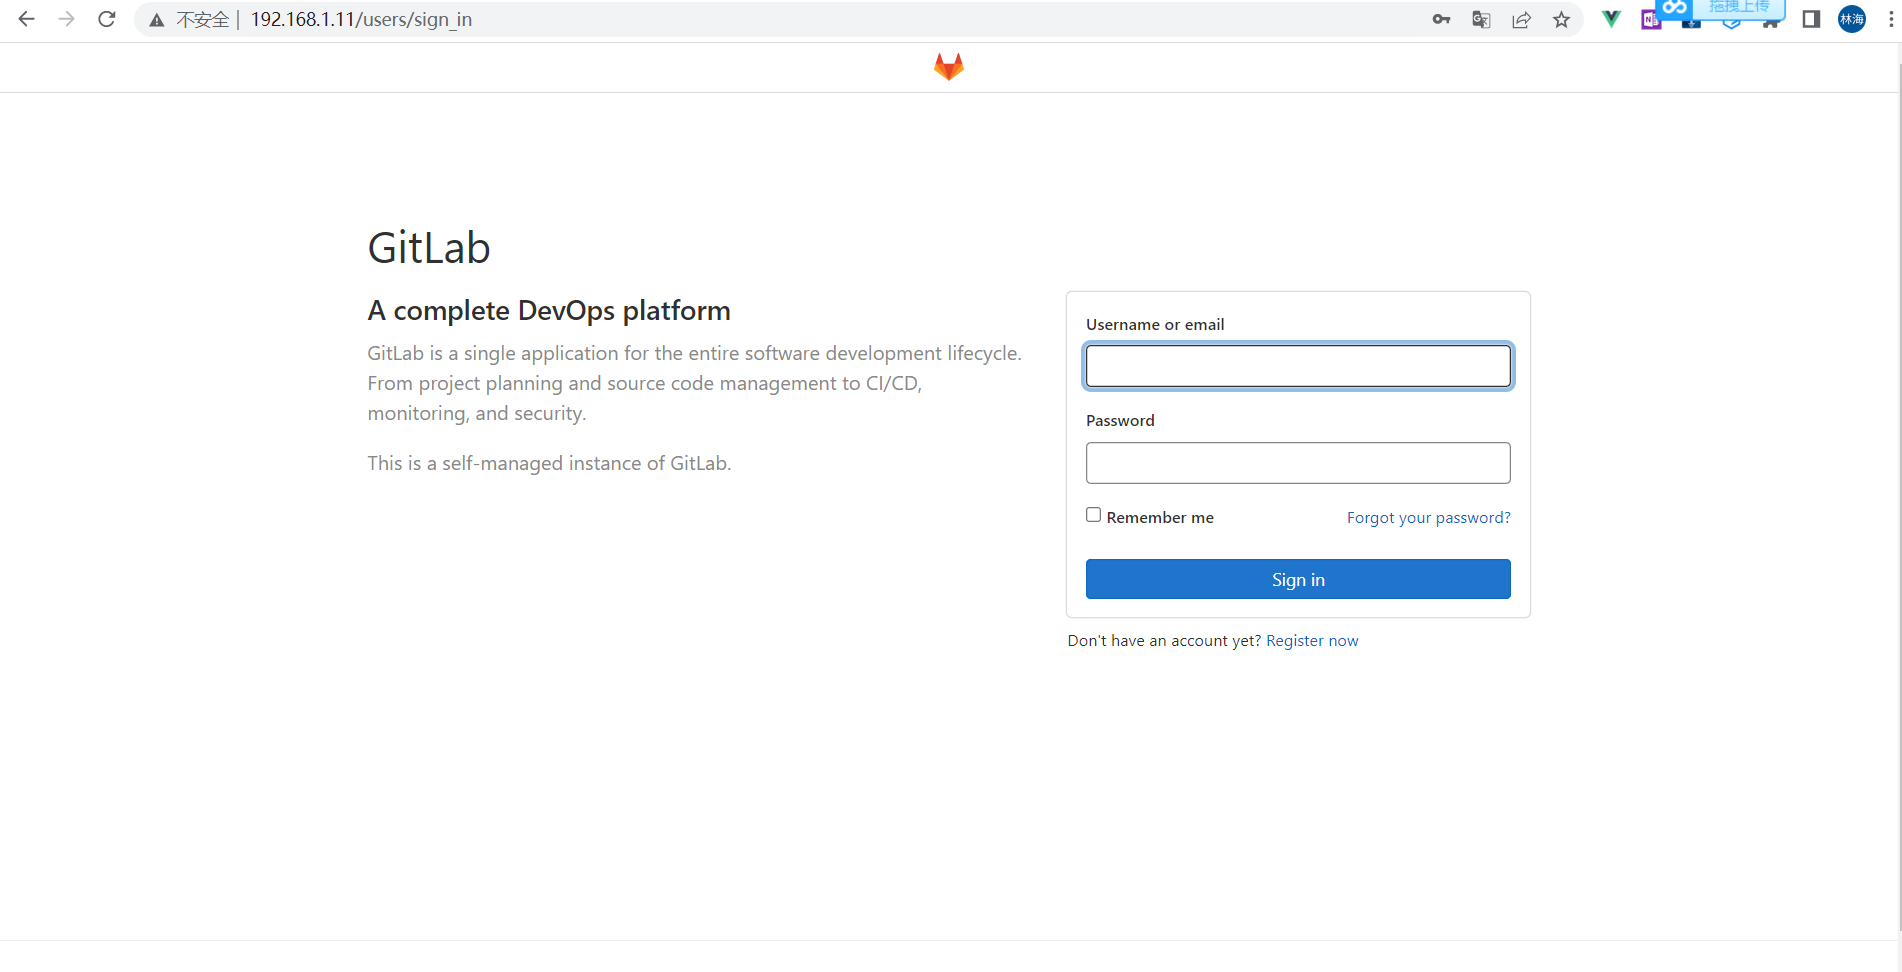 不安全 | 192.168.1.11/users/sign_in
拖拽上传
林海
GitLab
A complete DevOps platform
GitLab is a single application for the entire software development lifecycle.
From project planning and source code management to CI/CD,
monitoring, and security.
This is a self-managed instance of GitLab.
Username or email
Password
Remember me
Forgot your password?
Sign in
Don't have an account yet? Register now